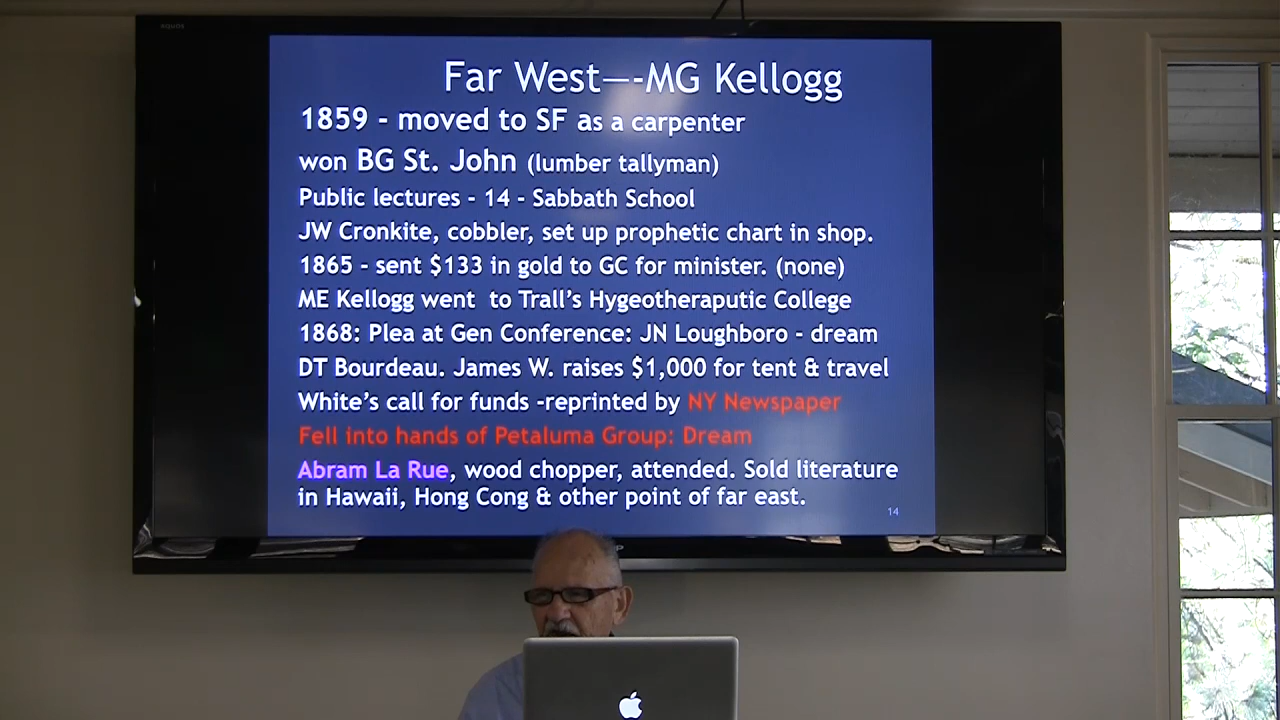 AQUOS
Far West—-MG Kellogg
1859 - moved to SF as a carpenter
won BG St. John (lumber tallyman)
Public lectures - 14 - Sabbath School
JW Cronkite, cobbler, set up prophetic chart in shop.
1865 - sent $133 in gold to GC for minister. (none)
ME Kellogg went to Trall's Hygeotheraputic College
1868: Plea at Gen Conference: JN Loughboro - dream
DT Bourdeau. James W. raises $1,000 for tent & travel
White's call for funds -reprinted by NY Newspaper
Fell into hands of Petaluma Group: Dream
Abram La Rue, wood chopper, attended. Sold literature
in Hawaii, Hong Cong & other point of far east.
14